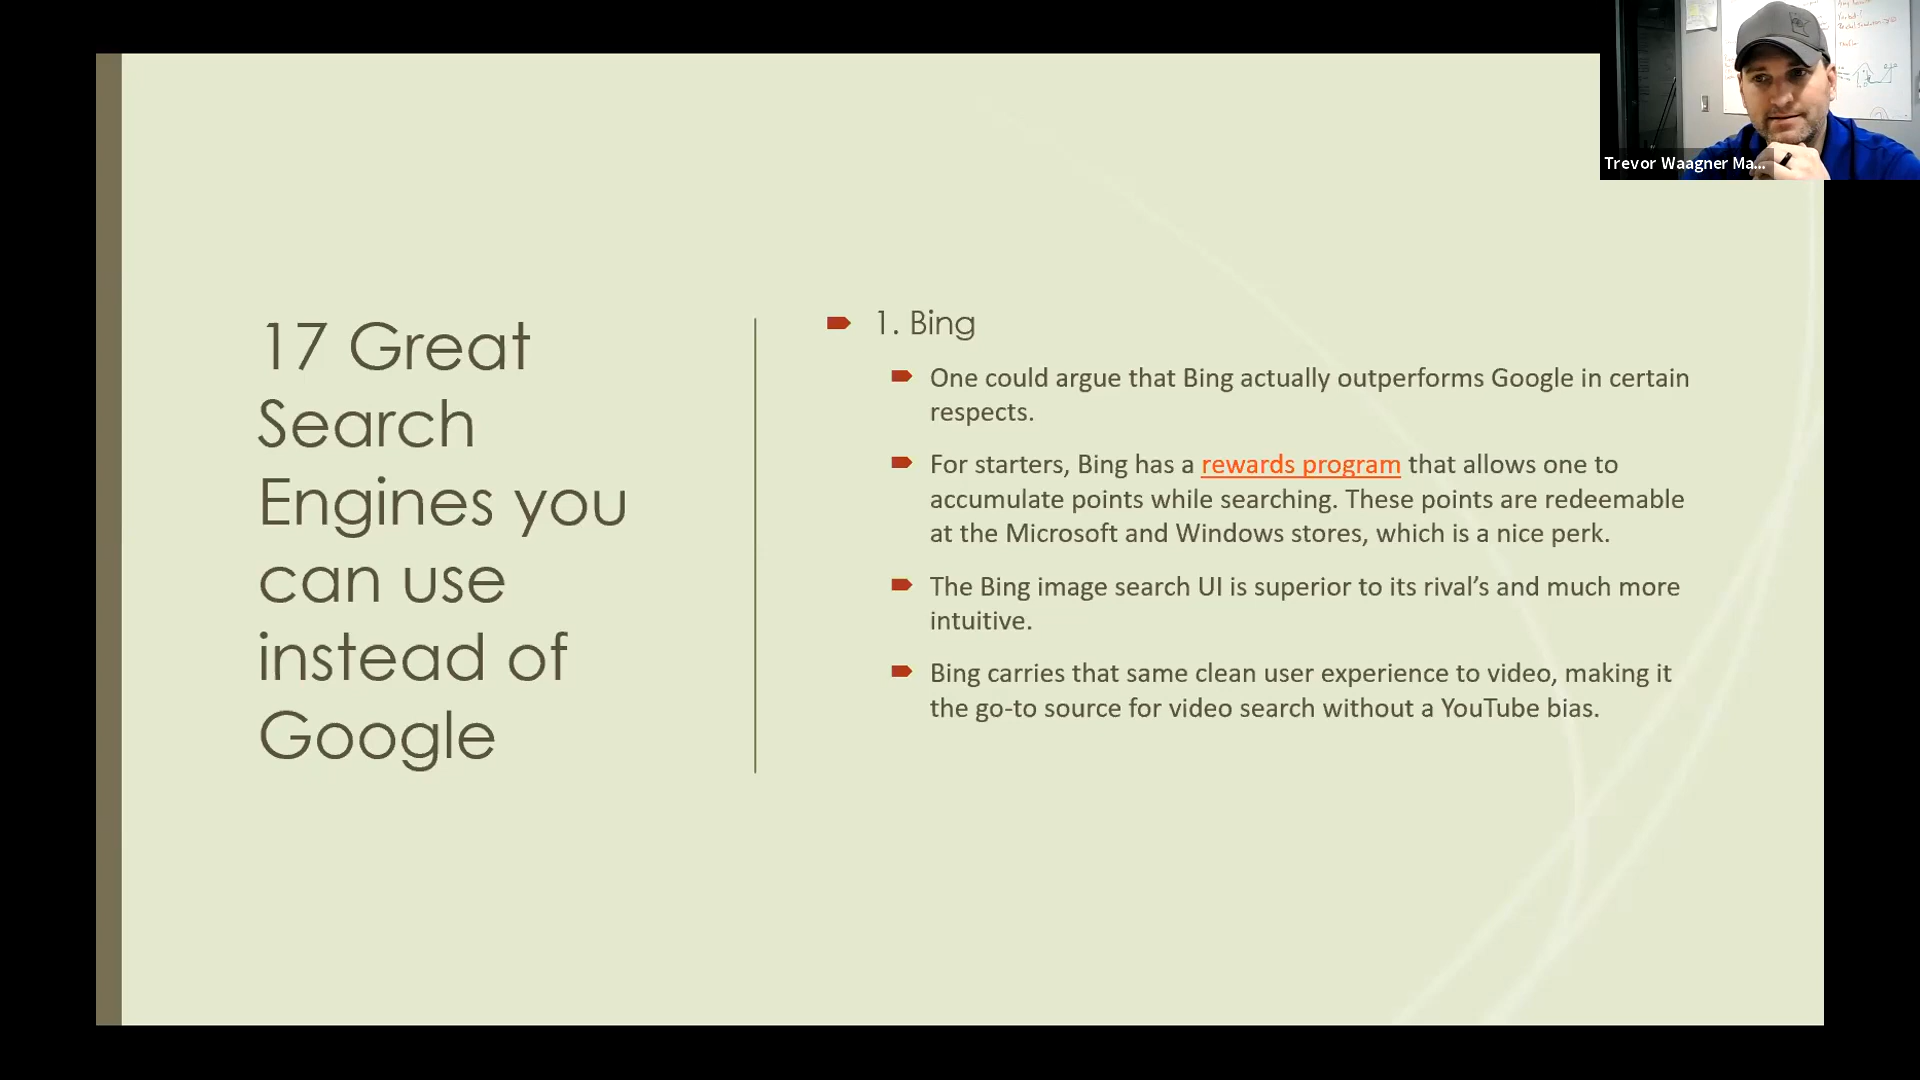 17 Great
Search
Engines you
can use
instead of
Google
1. Bing
One could argue that Bing actually outperforms Google in certain
respects.
For starters, Bing has a rewards program that allows one to
accumulate points while searching. These points are redeemable
at the Microsoft and Windows stores, which is a nice perk.
The Bing image search UI is superior to its rival’s and much more
intuitive.
Bing carries that same clean user experience to video, making it
the go-to source for video search without a YouTube bias.
Trevor Waagner Ma...